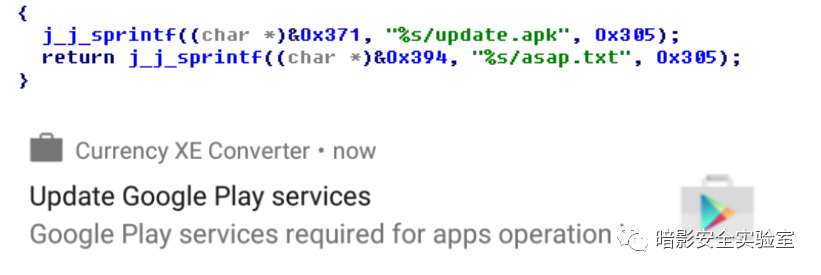 {
j_j_sprintf((char *)&0x371, "%s/update.apk", 0x305);
return j_j_sprintf((char *)&0x394, "%s/asap.txt", 0x305);
}
Currency XE Converter • now
Update Google Play services
Google Play services required for apps operation
暗影安全实验室